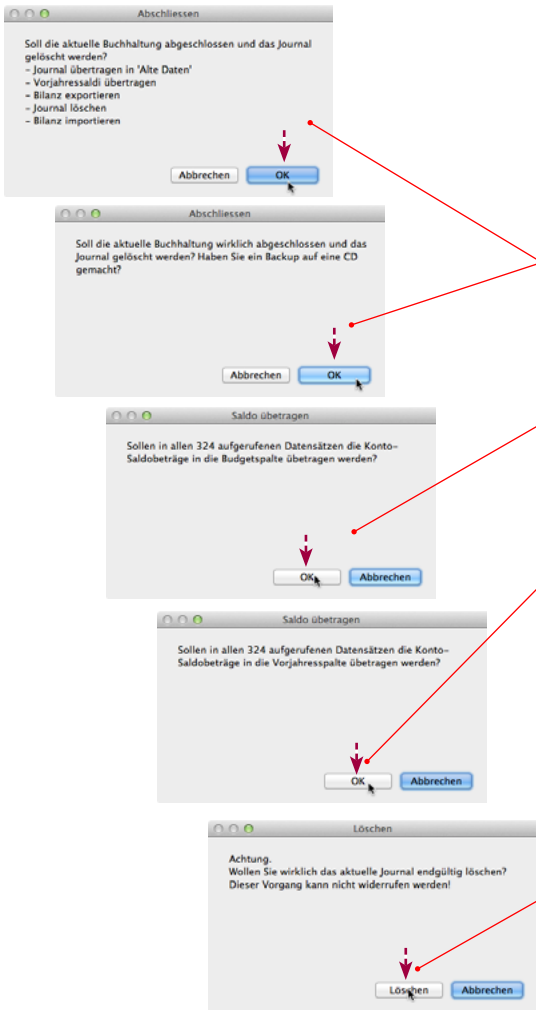 Abschliessen
Soll die aktuelle Buchhaltung abgeschlossen und das Journal
gelöscht werden?
– Journal übertragen in 'Alte Daten'
– Vorjahressaldi übertragen
– Bilanz exportieren
– Journal löschen
– Bilanz importieren
Abbrechen OK
Abschliessen
Soll die aktuelle Buchhaltung wirklich abgeschlossen und das
Journal gelöscht werden? Haben Sie ein Backup auf eine CD
gemacht?
Abbrechen OK
Saldo übetragen
Sollen in allen 324 aufgerufenen Datensätzen die Konto-
Saldobeträge in die Budgetspalte übetragen werden?
OK Abbrechen
Saldo übetragen
Sollen in allen 324 aufgerufenen Datensätzen die Konto-
Saldobeträge in die Vorjahresspalte übetragen werden?
OK Abbrechen
Löschen
Achtung.
Wollen Sie wirklich das aktuelle Journal endgültig löschen?
Dieser Vorgang kann nicht widerrufen werden!
Löschen Abbrechen